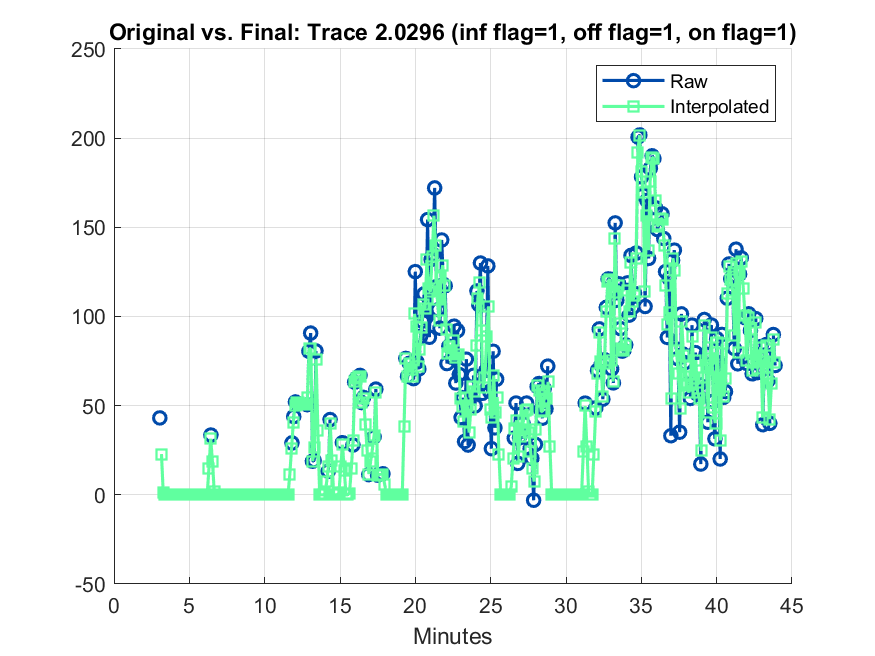 Original vs. Final: Trace 2.0296 (inf flag=1, off flag=1, on flag=1)
250
200
150
100
50
0
-50
Raw
Interpolated
0 5 10 15 20 25 30 35 40 45
Minutes